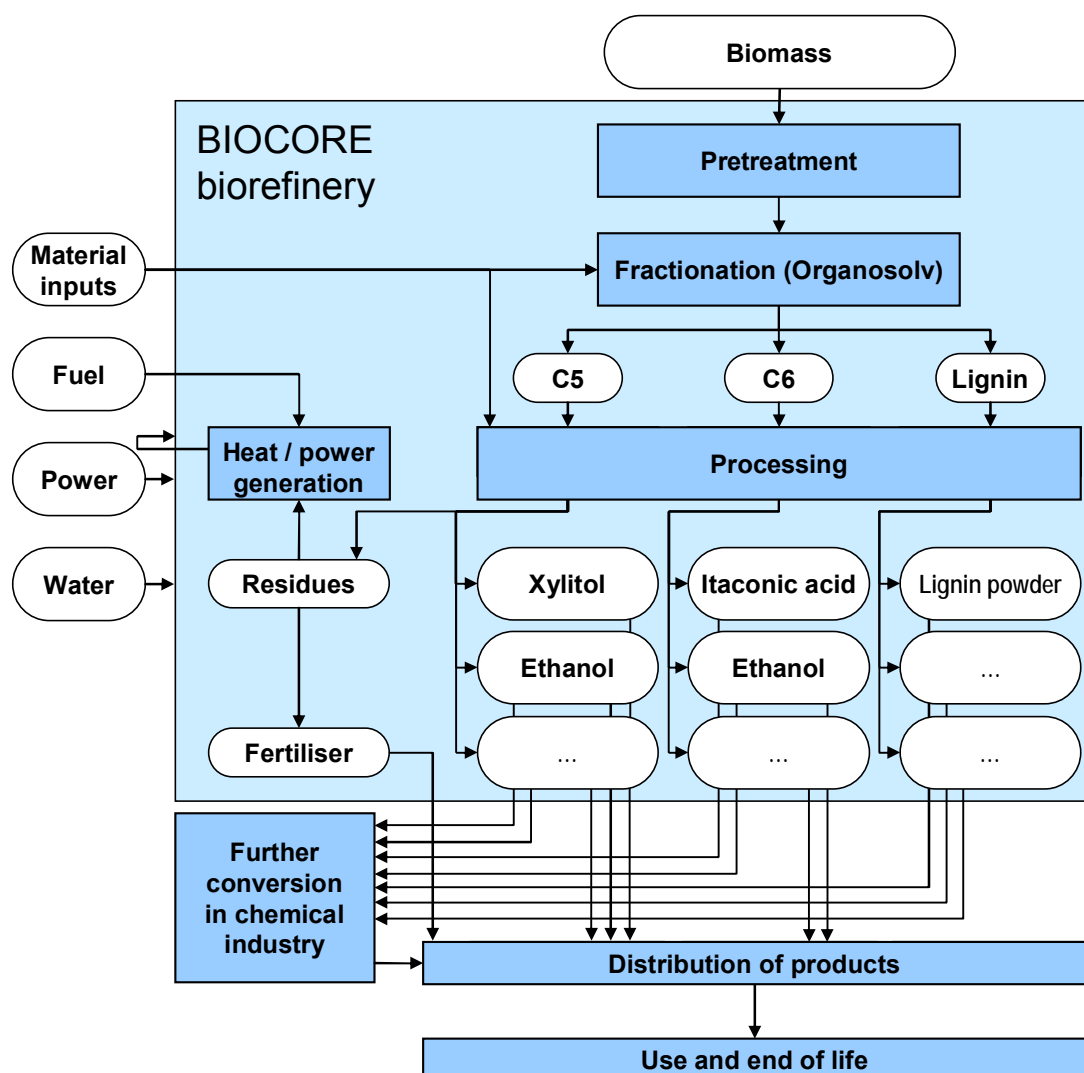 Biomass
BIOCORE
biorefinery
Pretreatment
Material
inputs
Fractionation (Organosolv)
Fuel
C5
C6
Lignin
Heat / power
generation
Processing
Power
Water
Residues
Xylitol
Itaconic acid
Lignin powder
Ethanol
Ethanol
...
Fertiliser
...
...
...
Further
conversion
in chemical
industry
Distribution of products
Use and end of life